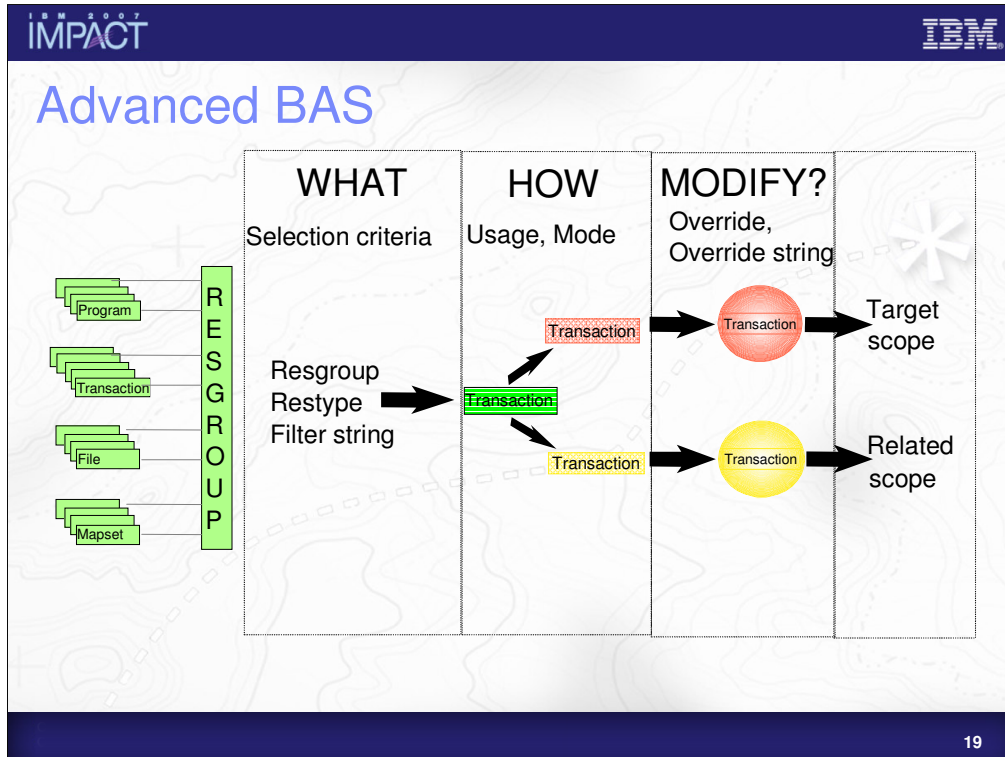 IBM 2007
IMPACT
IBM
Advanced BAS
WHAT
HOW
MODIFY?
Selection criteria
Usage, Mode
Override,
Override string
Program
Transaction
File
Mapset
R
E
S
G
R
O
U
P
Resgroup
Restype
Filter string
Transaction
Transaction
Transaction
Transaction
Transaction
Target
scope
Related
scope
19